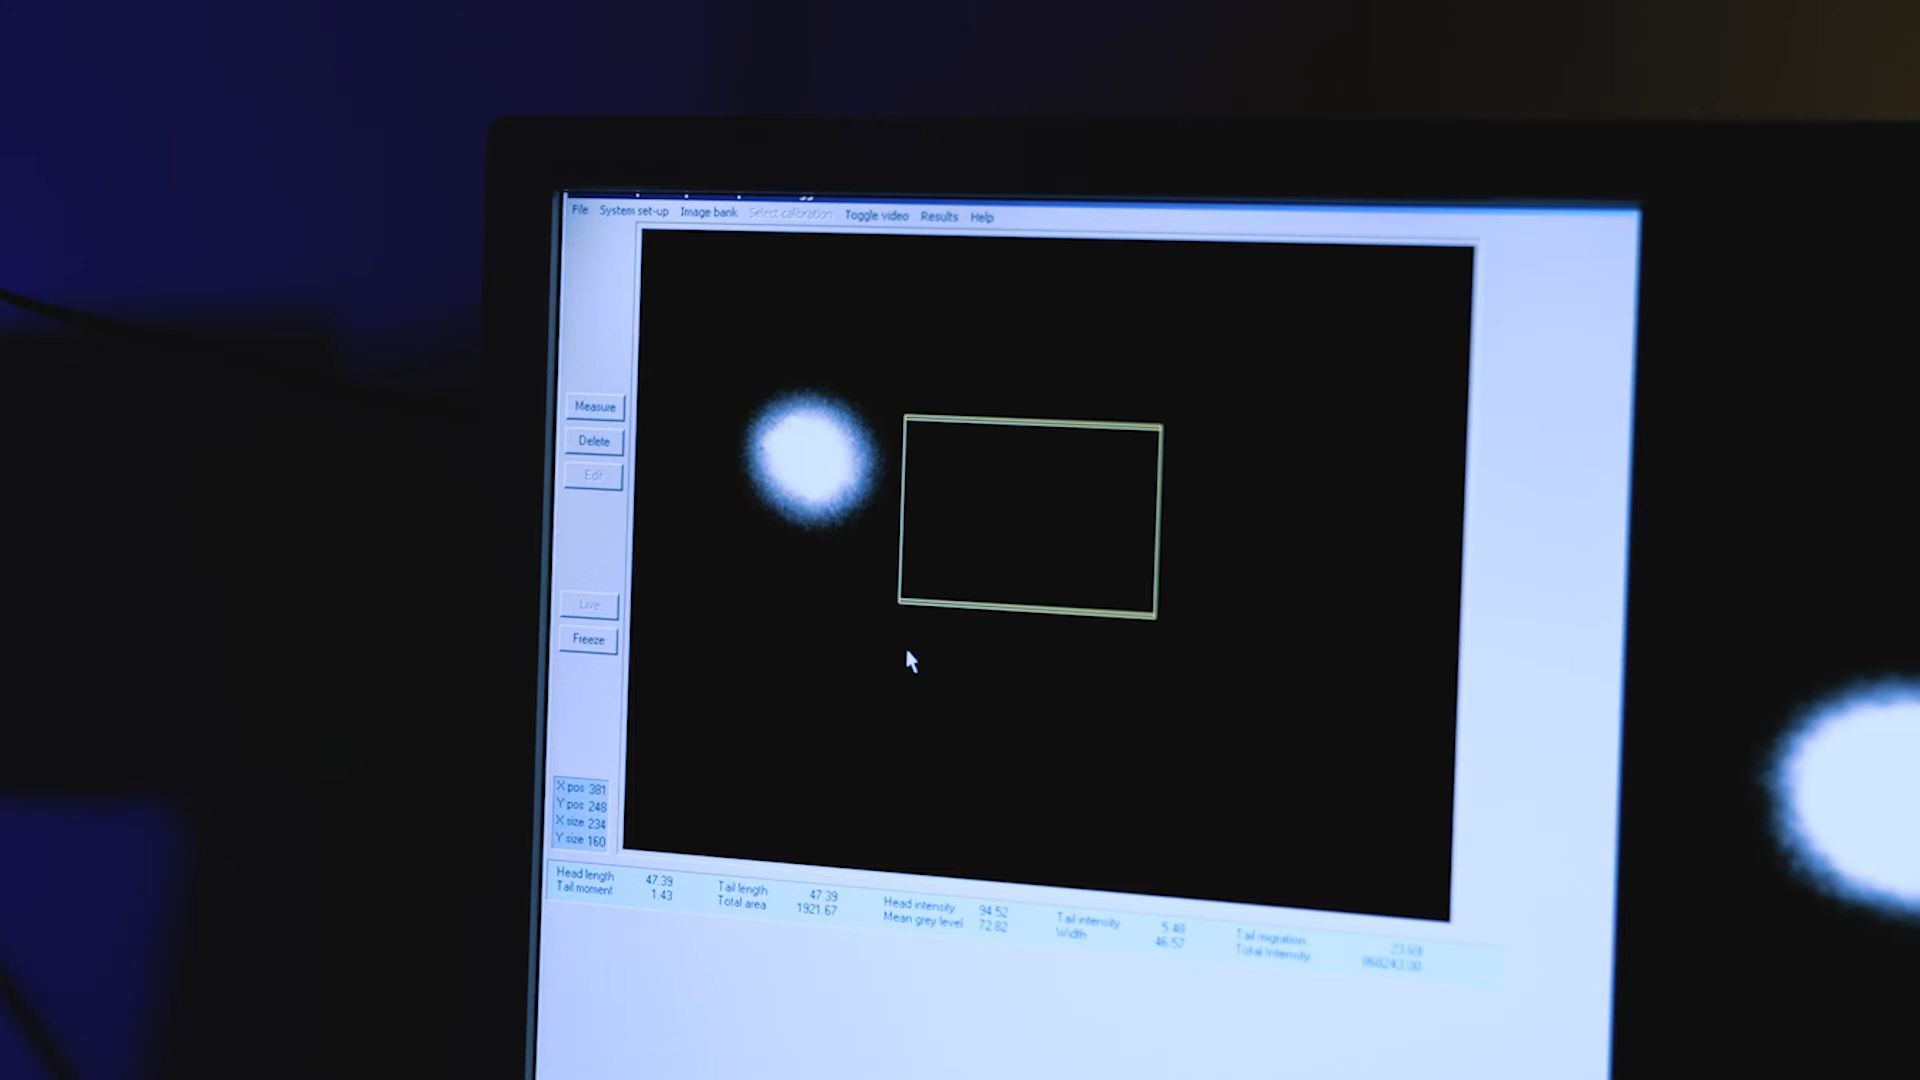 File System set-up Image bank Select calibration Toggle video Results Help
Measure
Delete
Edit
Live
Freeze
X pos 381
Y pos 248
X size 234
Y size 160
Head length 47.39 Tail length 47.39 Head intensity 94.52 Tail intensity 5.48 Tail migration 23.69
Tail moment 1.43 Total area 1921.67 Mean grey level 72.82 Width 46.57 Total Intensity